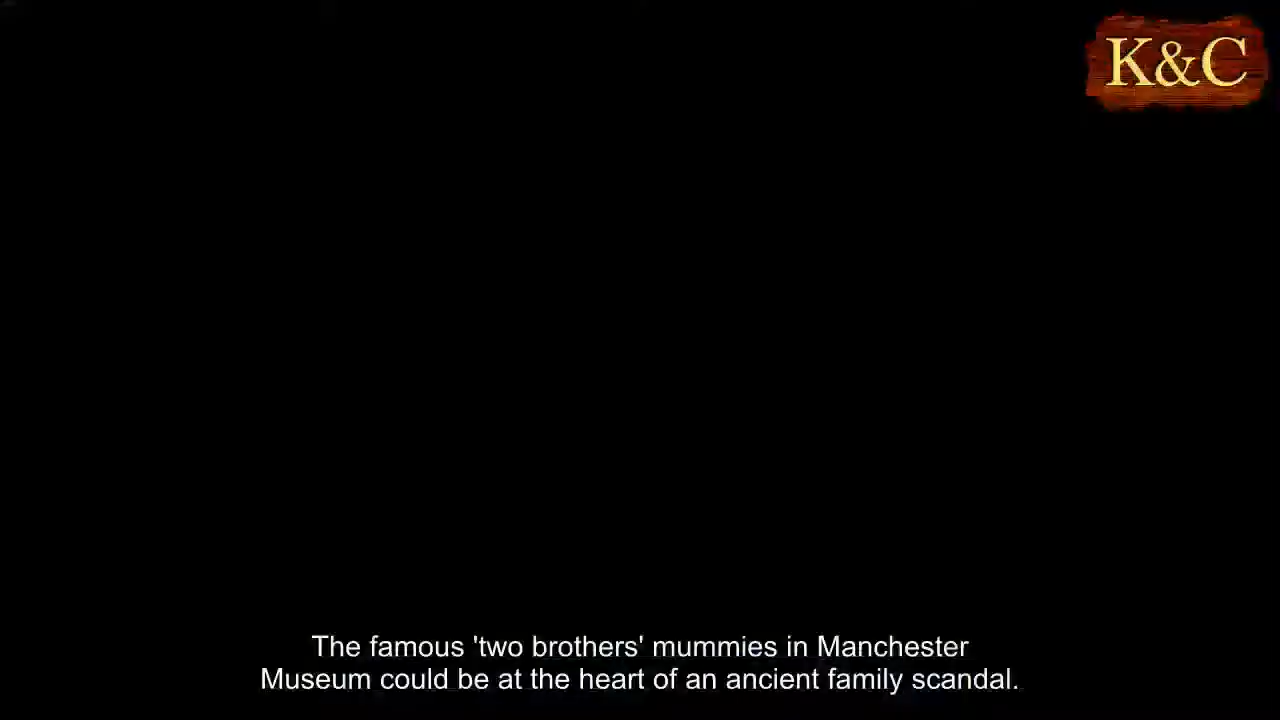 K&C
The famous 'two brothers' mummies in Manchester
Museum could be at the heart of an ancient family scandal.